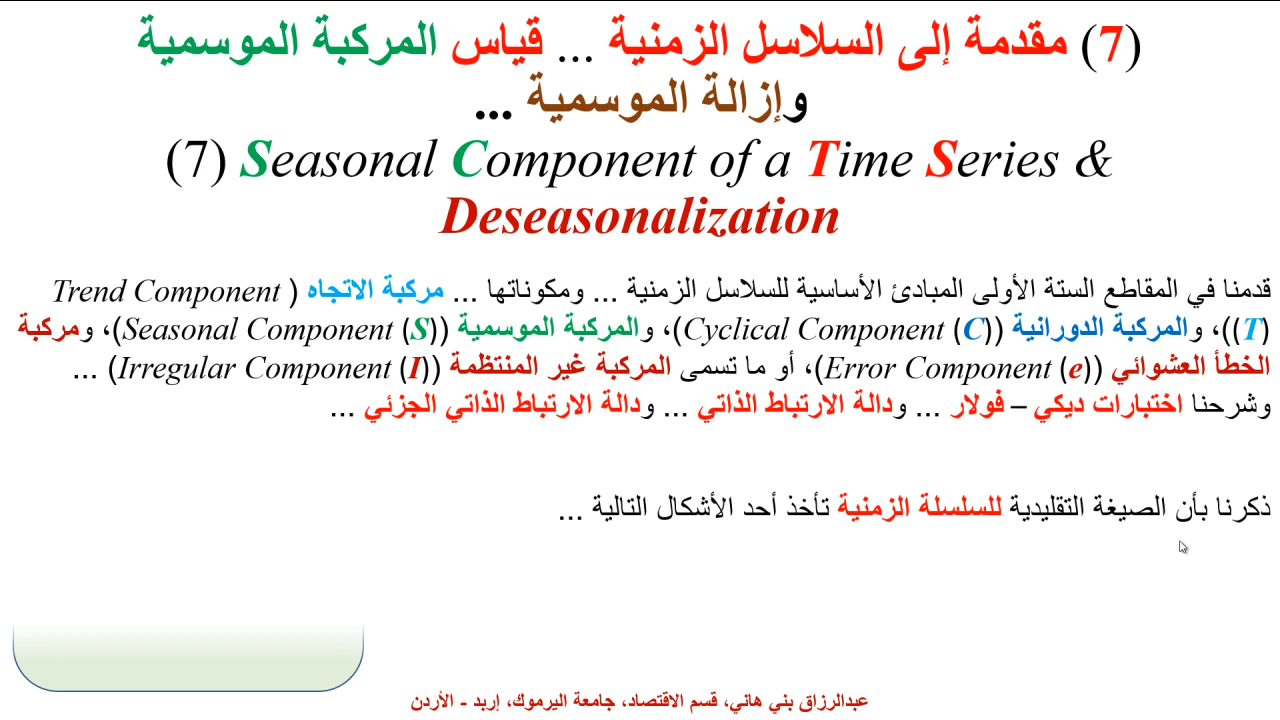 (7) مقدمة إلى السلاسل الزمنية ... قياس المركبة الموسمية
وإزالة الموسمية ...
(7) Seasonal Component of a Time Series &
Deseasonalization
قدمنا في المقاطع الستة الأولى المبادئ الأساسية للسلاسل الزمنية ... ومكوناتها ... مركبة الاتجاه (Trend Component
(T))، والمركبة الدورانية (Cyclical Component (C))، والمركبة الموسمية (Seasonal Component (S))، ومركبة
الخطأ العشوائي (Error Component (e))، أو ما تسمى المركبة غير المنتظمة (Irregular Component (I)) ...
وشرحنا اختبارات ديكي – فولار ... ودالة الارتباط الذاتي ... ودالة الارتباط الذاتي الجزئي ...
ذكرنا بأن الصيغة التقليدية للسلسلة الزمنية تأخذ أحد الأشكال التالية ...
عبدالرزاق بني هاني، قسم الاقتصاد، جامعة اليرموك، إربد - الأردن